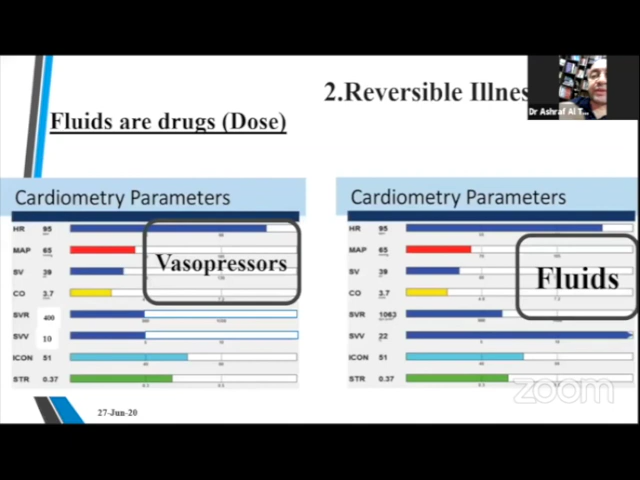 2.Reversible Illnes
Dr Ashraf Al T...
Fluids are drugs (Dose)
Cardiometry Parameters
HR 95
MAP 65
Vasopressors
SV 39
CO 3.7
SVR 400
SVV 10
ICON 51
STR 0.37
Cardiometry Parameters
HR 95
MAP 65
Fluids
SV 39
CO 3.7
SVR 1063
SVV 22
ICON 51
STR 0.37
zoom
27-Jun-20